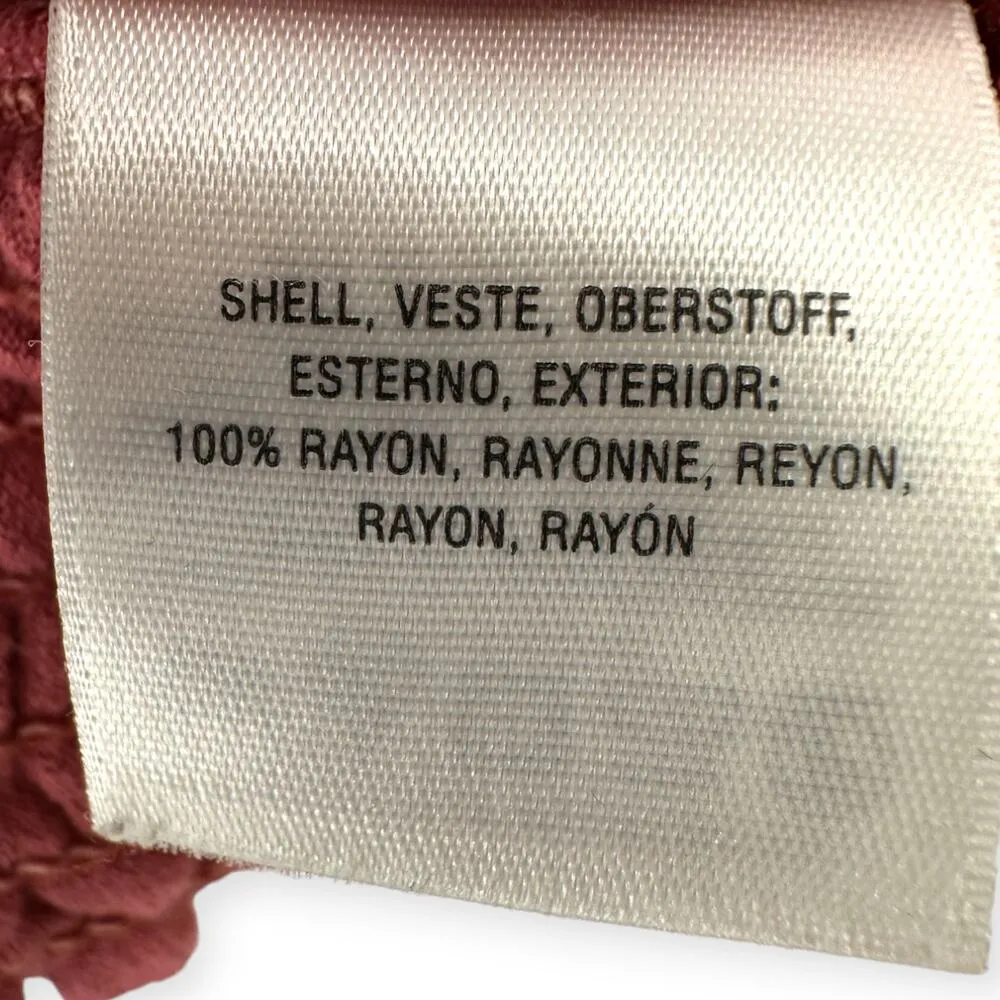 SHELL, VESTE, OBERSTOFF,
ESTERNO, EXTERIOR:
100% RAYON, RAYONNE, REYON,
RAYON, RAYÓN